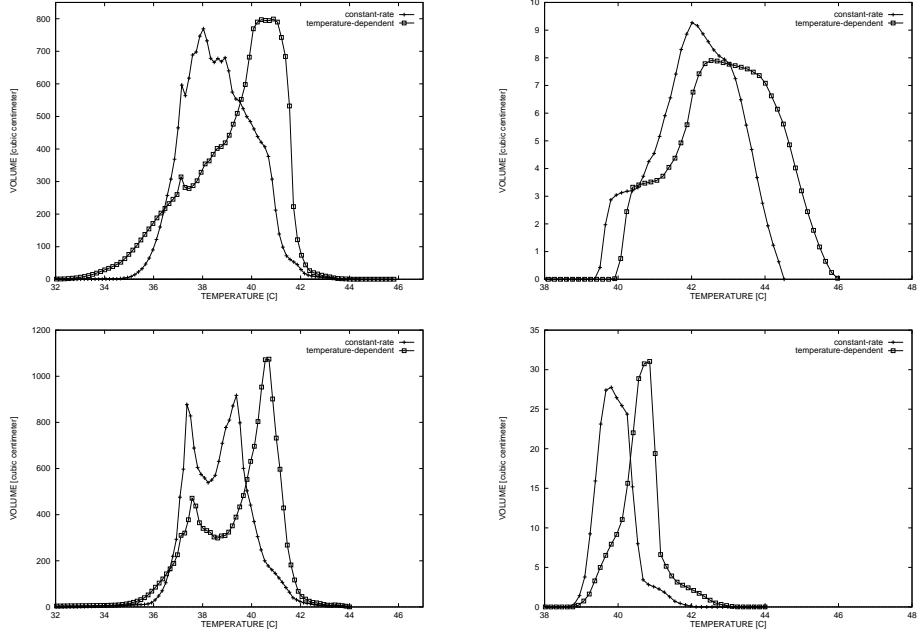 800
700
600
500
400
300
200
100
0
32 34 36 38 40 42 44 46
VOLUME [cubic centimeter]
TEMPERATURE [C]
constant-rate
temperature-dependent
10
9
8
7
6
5
4
3
2
1
0
38 40 42 44 46 48
VOLUME [cubic centimeter]
TEMPERATURE [C]
constant-rate
temperature-dependent
1200
1000
800
600
400
200
0
32 34 36 38 40 42 44 46
VOLUME [cubic centimeter]
TEMPERATURE [C]
constant-rate
temperature-dependent
35
30
25
20
15
10
5
0
38 40 42 44 46 48
VOLUME [cubic centimeter]
TEMPERATURE [C]
constant-rate
temperature-dependent